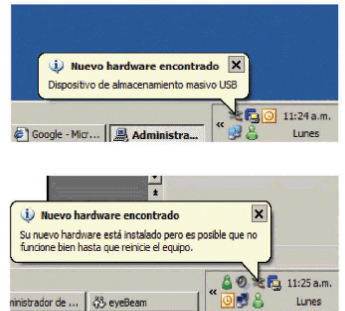 Nuevo hardware encontrado
Dispositivo de almacenamiento masivo USB
Google - Micr...
Administra...
«
11:24 a.m.
Lunes
Nuevo hardware encontrado
Su nuevo hardware está instalado pero es posible que no
funcione bien hasta que reinicie el equipo.
ministrador de ...
eyeBeam
«
11:25 a.m.
Lunes